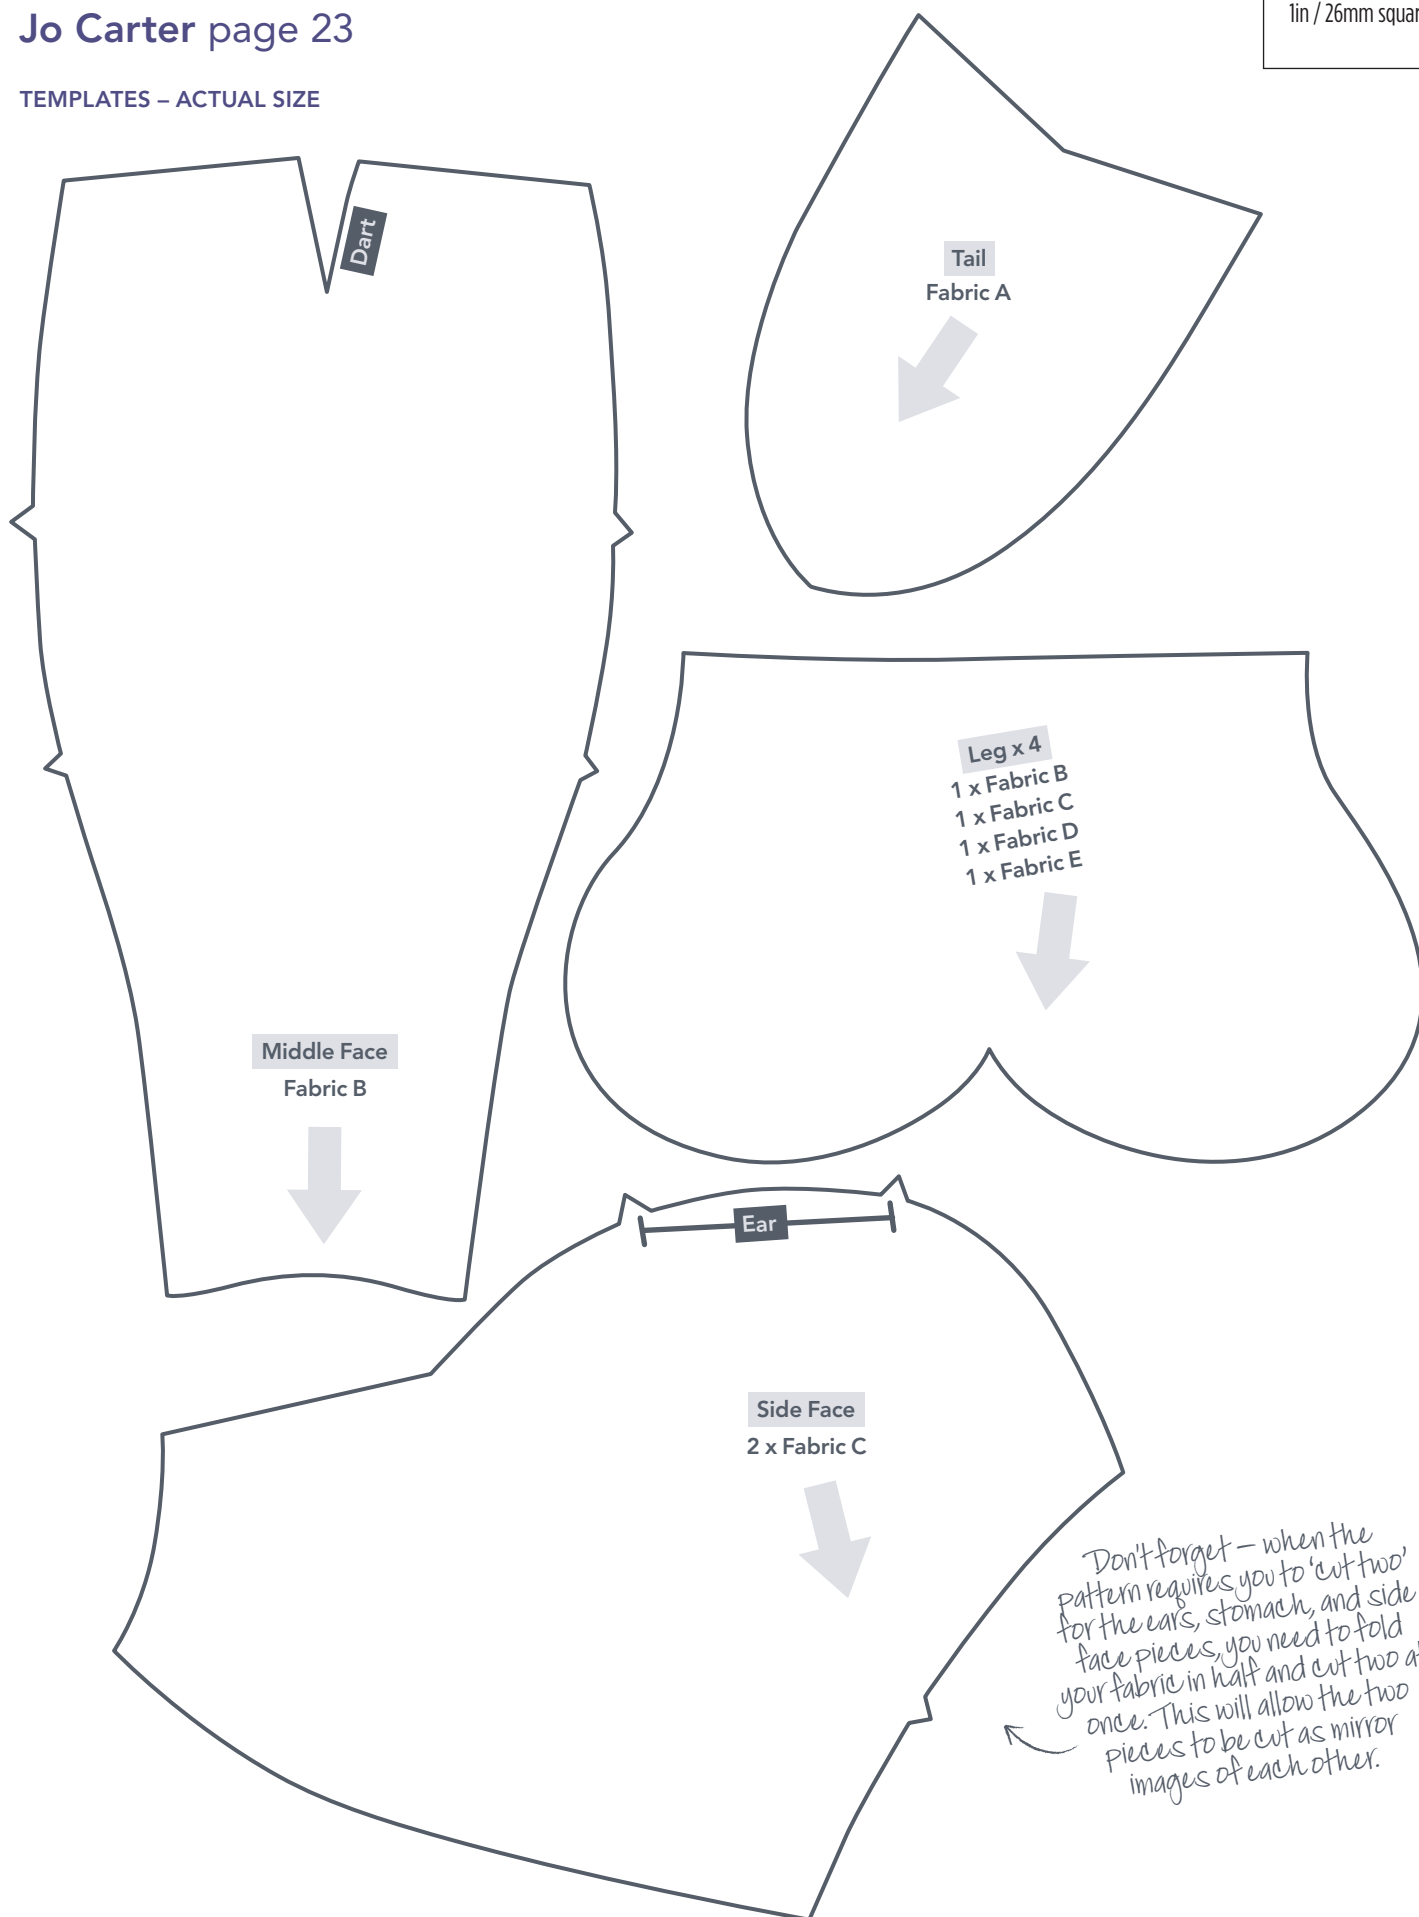 Jo Carter page 23
1in / 26mm squar
TEMPLATES – ACTUAL SIZE
Dart
Tail
Fabric A
Leg x 4
1 x Fabric B
1 x Fabric C
1 x Fabric D
1 x Fabric E
Middle Face
Fabric B
Ear
Side Face
2 x Fabric C
Don't forget – when the
pattern requires you to 'cut two'
for the ears, stomach, and side
face pieces, you need to fold
your fabric in half and cut two at
once. This will allow the two
pieces to be cut as mirror
images of each other.